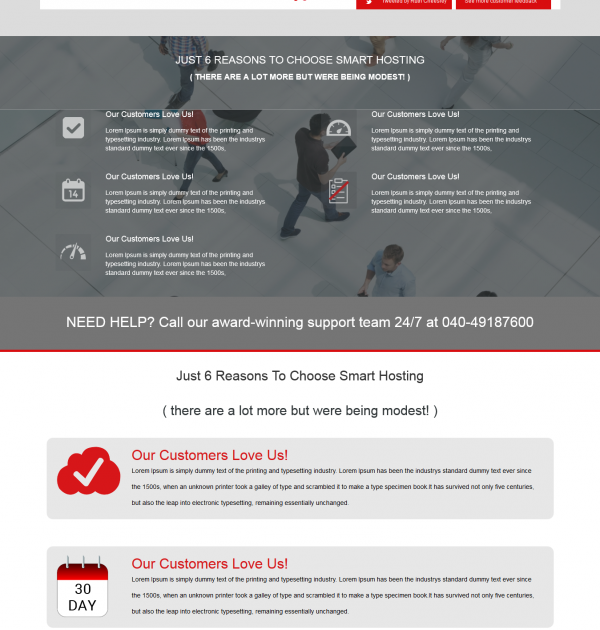 Tweeted by Ruth Cheesley
See more customer feedback
JUST 6 REASONS TO CHOOSE SMART HOSTING
( THERE ARE A LOT MORE BUT WERE BEING MODEST! )
Our Customers Love Us!
Lorem Ipsum is simply dummy text of the printing and
typesetting industry. Lorem Ipsum has been the industrys
standard dummy text ever since the 1500s,
Our Customers Love Us!
Lorem Ipsum is simply dummy text of the printing and
typesetting industry. Lorem Ipsum has been the industrys
standard dummy text ever since the 1500s,
14
Our Customers Love Us!
Lorem Ipsum is simply dummy text of the printing and
typesetting industry. Lorem Ipsum has been the industrys
standard dummy text ever since the 1500s,
Our Customers Love Us!
Lorem Ipsum is simply dummy text of the printing and
typesetting industry. Lorem Ipsum has been the industrys
standard dummy text ever since the 1500s,
Our Customers Love Us!
Lorem Ipsum is simply dummy text of the printing and
typesetting industry. Lorem Ipsum has been the industrys
standard dummy text ever since the 1500s,
NEED HELP? Call our award-winning support team 24/7 at 040-49187600
Just 6 Reasons To Choose Smart Hosting
( there are a lot more but were being modest! )
Our Customers Love Us!
Lorem Ipsum is simply dummy text of the printing and typesetting industry. Lorem Ipsum has been the industrys standard dummy text ever since
the 1500s, when an unknown printer took a galley of type and scrambled it to make a type specimen book.It has survived not only five centuries,
but also the leap into electronic typesetting, remaining essentially unchanged.
30
DAY
Our Customers Love Us!
Lorem Ipsum is simply dummy text of the printing and typesetting industry. Lorem Ipsum has been the industrys standard dummy text ever since
the 1500s, when an unknown printer took a galley of type and scrambled it to make a type specimen book.It has survived not only five centuries,
but also the leap into electronic typesetting, remaining essentially unchanged.